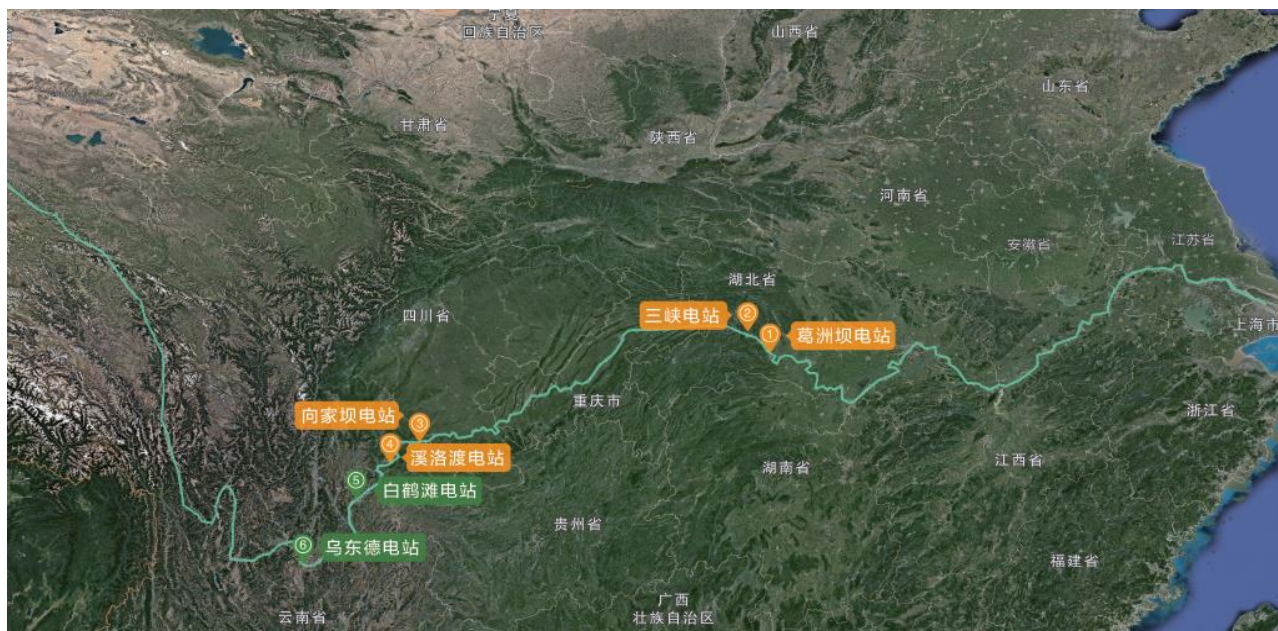 宁夏
回族自治区
山西省
山东省
甘肃省
陕西省
河南省
安徽省
江苏省
湖北省
四川省
三峡电站
②
①
葛洲坝电站
上海市
重庆市
浙江省
向家坝电站
③
④
溪洛渡电站
湖南省
江西省
⑤
白鹤滩电站
贵州省
⑥
乌东德电站
福建省
云南省
广西
壮族自治区